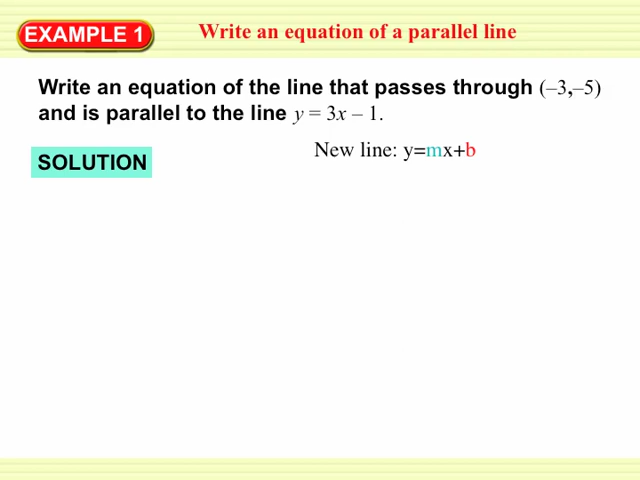 EXAMPLE 1
Write an equation of a parallel line
Write an equation of the line that passes through (–3,–5)
and is parallel to the line y = 3x – 1.
New line: y=mx+b
SOLUTION